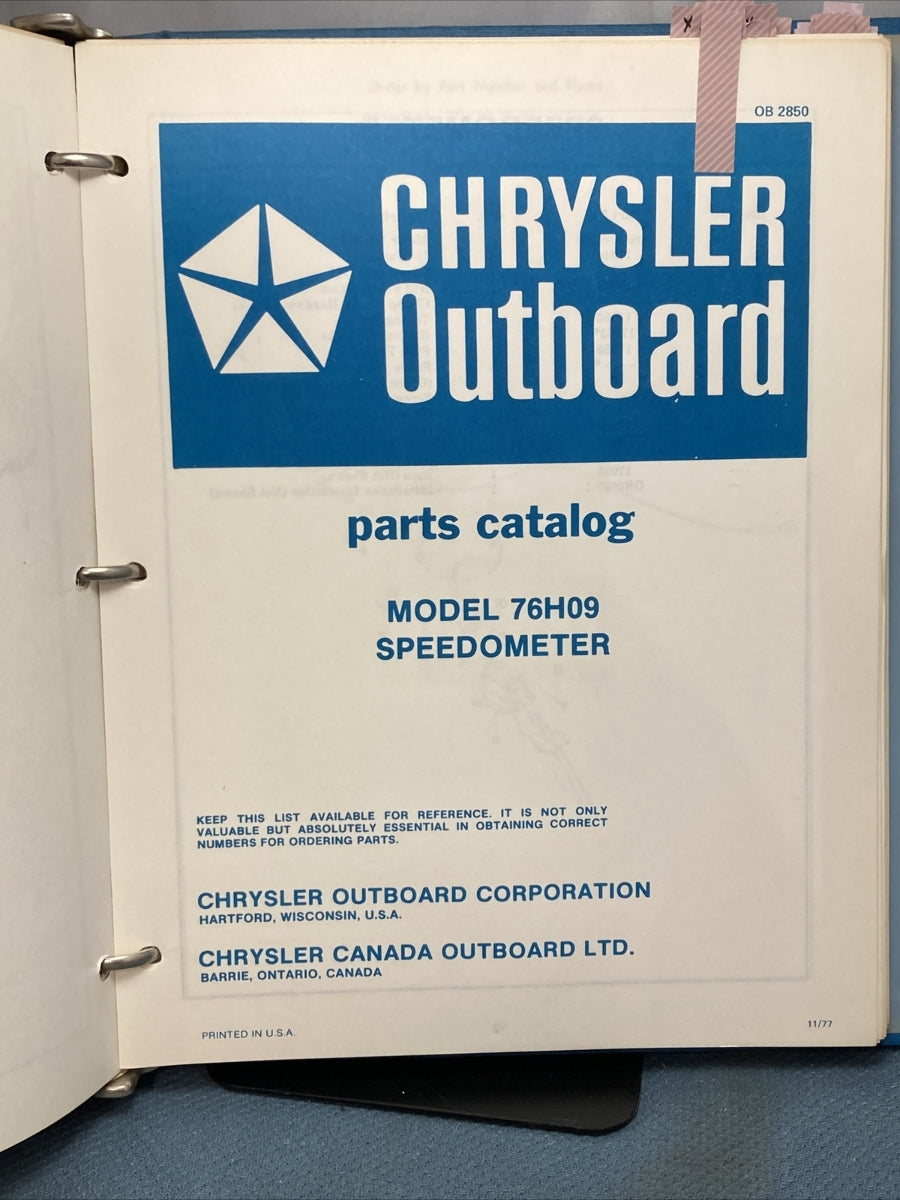 OB 2850
CHRYSLER
Outboard
parts catalog
MODEL 76H09
SPEEDOMETER
KEEP THIS LIST AVAILABLE FOR REFERENCE. IT IS NOT ONLY
VALUABLE BUT ABSOLUTELY ESSENTIAL IN OBTAINING CORRECT
NUMBERS FOR ORDERING PARTS.
CHRYSLER OUTBOARD CORPORATION
HARTFORD, WISCONSIN, U.S.A.
CHRYSLER CANADA OUTBOARD LTD.
BARRIE, ONTARIO, CANADA
PRINTED IN U.S.A.
11/77